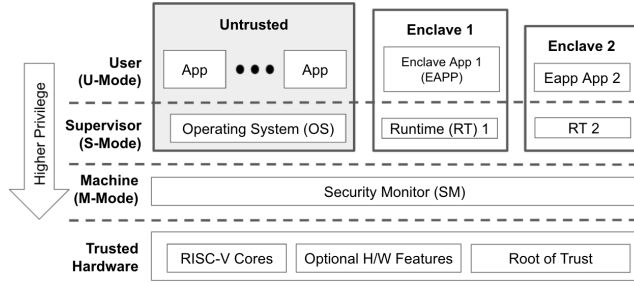 Untrusted
Enclave 1
Enclave 2
User
(U-Mode)
App
App
Enclave App 1
(EAPP)
Eapp App 2
Higher Privilege
Supervisor
(S-Mode)
Operating System (OS)
Runtime (RT) 1
RT 2
Machine
(M-Mode)
Security Monitor (SM)
Trusted
Hardware
RISC-V Cores
Optional H/W Features
Root of Trust